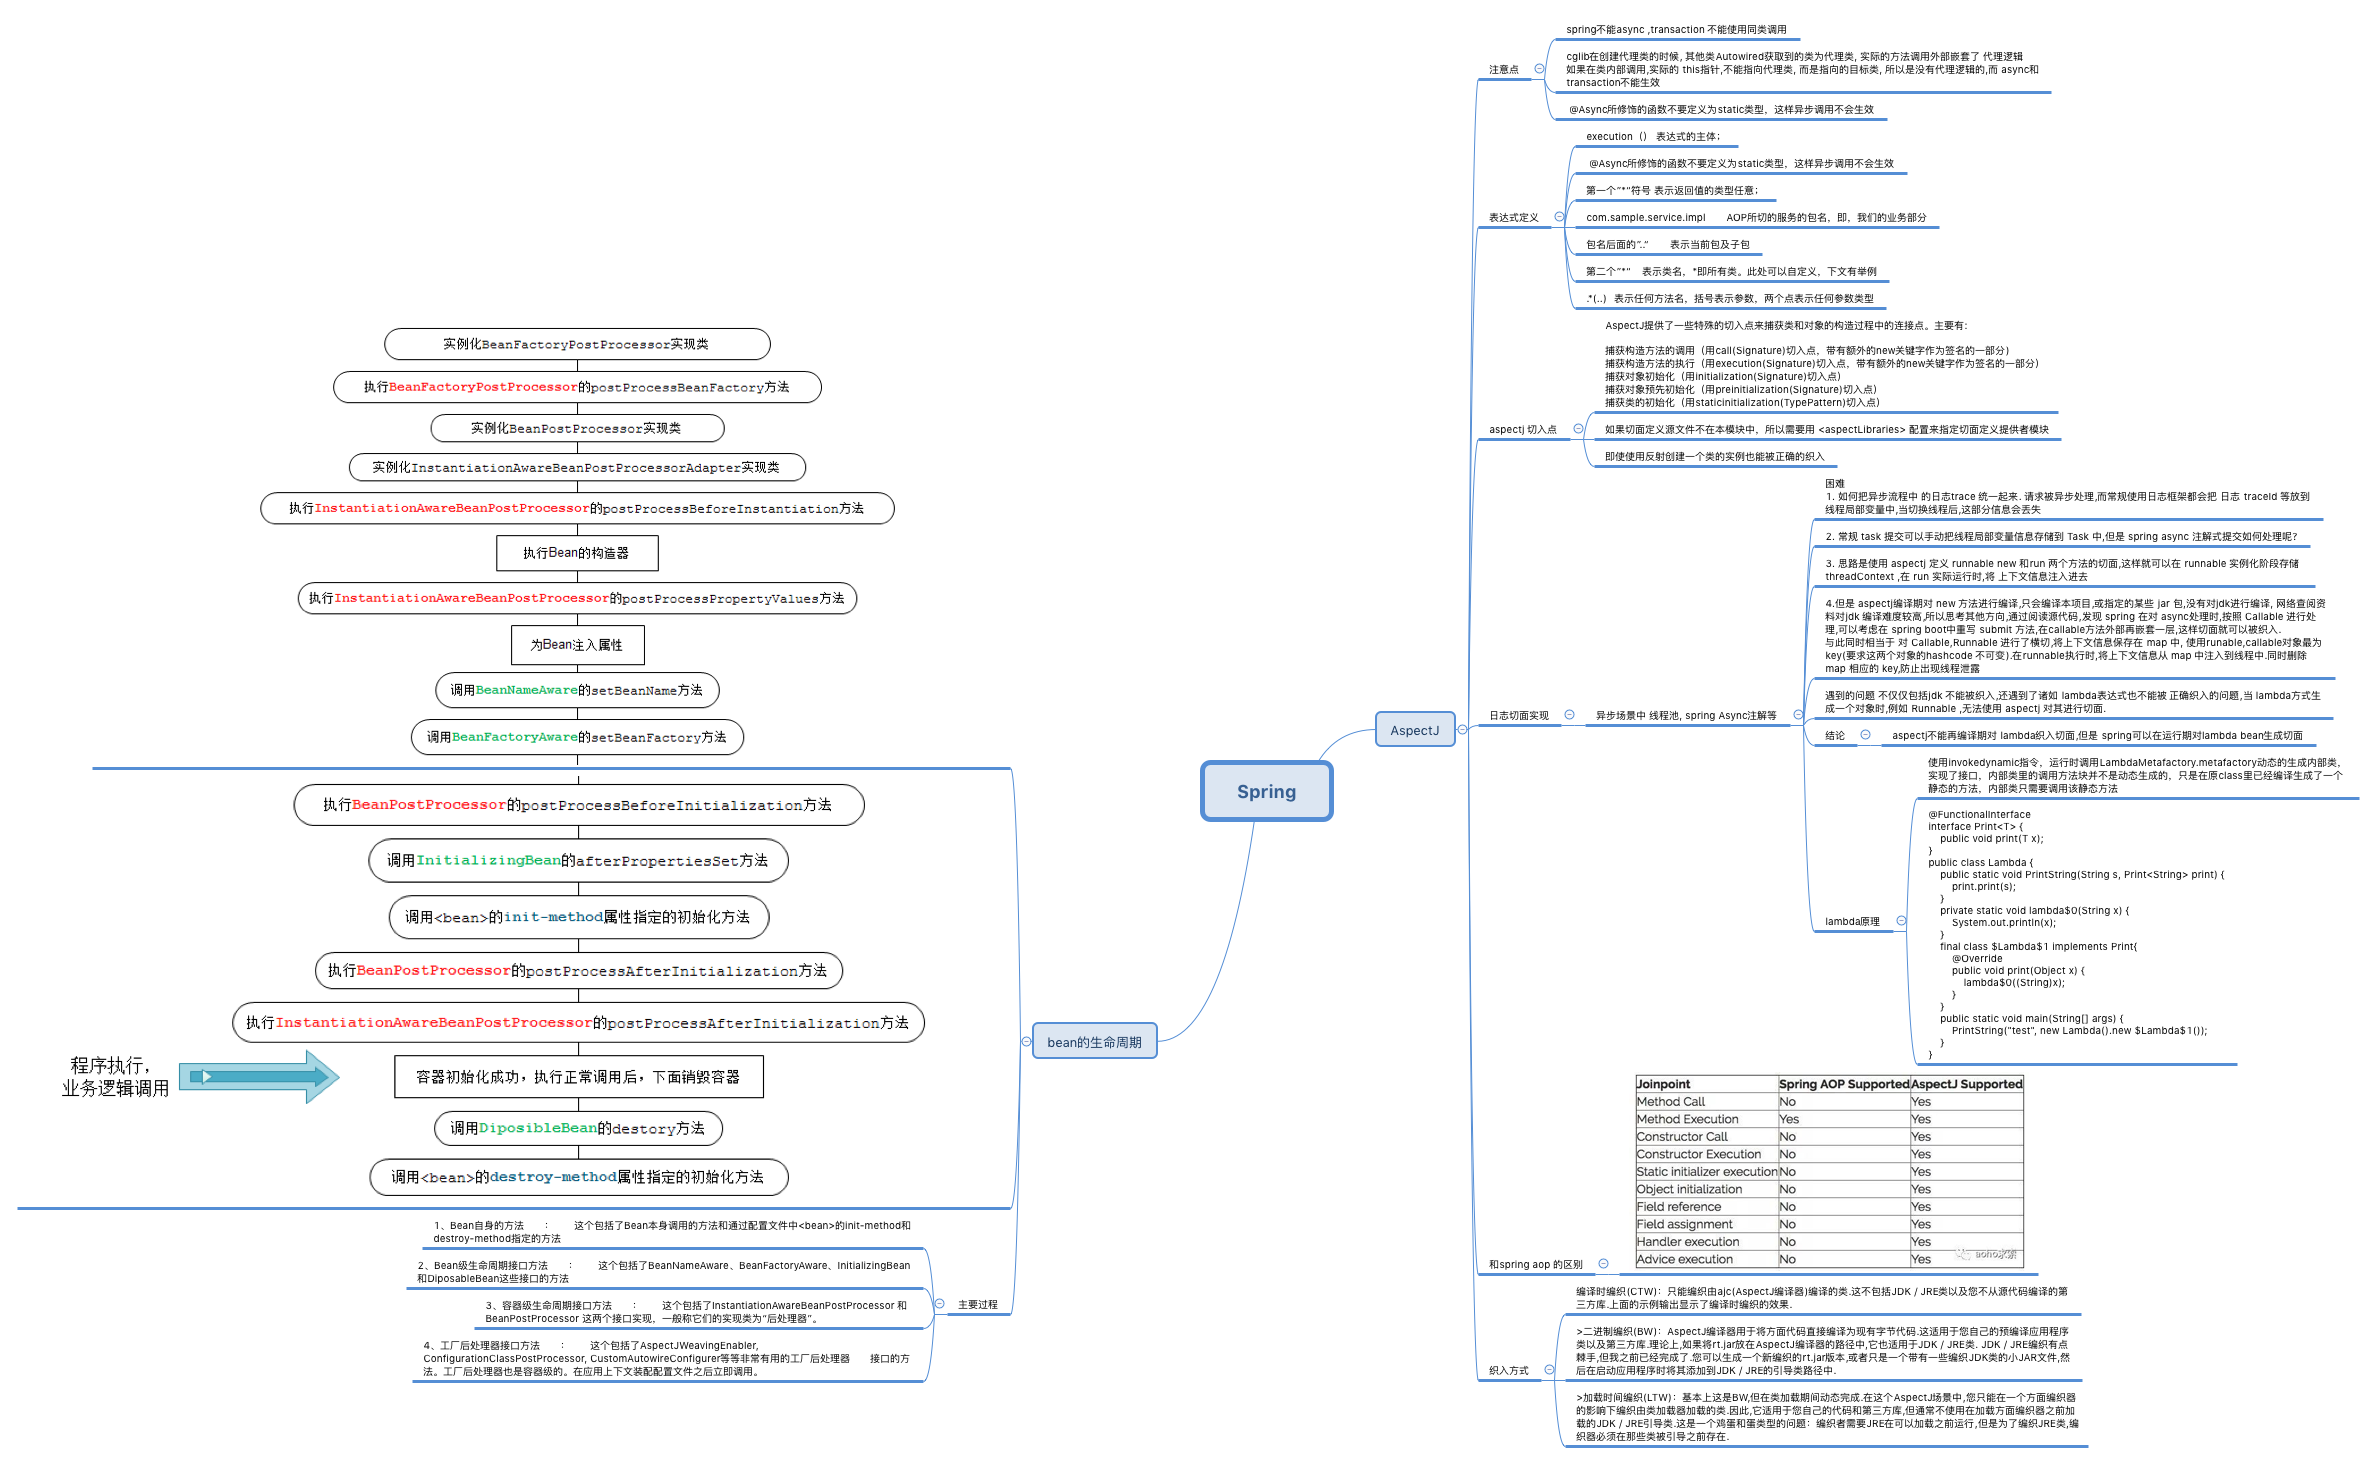 实例化BeanFactoryPostProcessor实现类
执行BeanFactoryPostProcessor的postProcessBeanFactory方法
实例化BeanPostProcessor实现类
实例化InstantiationAwareBeanPostProcessorAdapter实现类
执行InstantiationAwareBeanPostProcessor的postProcessBeforeInstantiation方法
执行Bean的构造器
执行InstantiationAwareBeanPostProcessor的postProcessPropertyValues方法
为Bean注入属性
调用BeanNameAware的setBeanName方法
调用BeanFactoryAware的setBeanFactory方法
执行BeanPostProcessor的postProcessBeforeInitialization方法
调用InitializingBean的afterPropertiesSet方法
调用<bean>的init-method属性指定的初始化方法
执行BeanPostProcessor的postProcessAfterInitialization方法
执行InstantiationAwareBeanPostProcessor的postProcessAfterInitialization方法
程序执行，
业务逻辑调用
容器初始化成功，执行正常调用后，下面销毁容器
调用DiposibleBean的destory方法
调用<bean>的destroy-method属性指定的初始化方法
1、Bean自身的方法　　：　　这个包括了Bean本身调用的方法和通过配置文件中<bean>的init-method和
destroy-method指定的方法
2、Bean级生命周期接口方法　　：　　这个包括了BeanNameAware、BeanFactoryAware、InitializingBean
和DiposableBean这些接口的方法
3、容器级生命周期接口方法　　：　　这个包括了InstantiationAwareBeanPostProcessor 和
BeanPostProcessor 这两个接口实现，一般称它们的实现类为“后处理器”。
4、工厂后处理器接口方法　　：　　这个包括了AspectJWeavingEnabler,
ConfigurationClassPostProcessor, CustomAutowireConfigurer等等非常有用的工厂后处理器　　接口的方
法。工厂后处理器也是容器级的。在应用上下文装配配置文件之后立即调用。
主要过程
bean的生命周期
Spring
AspectJ
注意点
spring不能async ,transaction 不能使用同类调用
cglib在创建代理类的时候, 其他类Autowired获取到的类为代理类, 实际的方法调用外部嵌套了 代理逻辑
如果在类内部调用,实际的 this指针,不能指向代理类, 而是指向的目标类, 所以是没有代理逻辑的,而 async和
transaction不能生效
@Async所修饰的函数不要定义为static类型，这样异步调用不会生效
表达式定义
execution（） 表达式的主体；
@Async所修饰的函数不要定义为static类型，这样异步调用不会生效
第一个“*”符号 表示返回值的类型任意；
com.sample.service.impl　　AOP所切的服务的包名，即，我们的业务部分
包名后面的“..”　　表示当前包及子包
第二个“*”　表示类名，*即所有类。此处可以自定义，下文有举例
.*(..) 表示任何方法名，括号表示参数，两个点表示任何参数类型
aspectj 切入点
AspectJ提供了一些特殊的切入点来捕获类和对象的构造过程中的连接点。主要有:
捕获构造方法的调用（用call(Signature)切入点，带有额外的new关键字作为签名的一部分）
捕获构造方法的执行（用execution(Signature)切入点，带有额外的new关键字作为签名的一部分）
捕获对象初始化（用initialization(Signature)切入点）
捕获对象预先初始化（用preinitialization(Signature)切入点）
捕获类的初始化（用staticinitialization(TypePattern)切入点）
如果切面定义源文件不在本模块中，所以需要用 <aspectLibraries> 配置来指定切面定义提供者模块
即使使用反射创建一个类的实例也能被正确的织入
日志切面实现
异步场景中 线程池, spring Async注解等
困难
1. 如何把异步流程中 的日志trace 统一起来. 请求被异步处理,而常规使用日志框架都会把 日志 traceId 等放到
线程局部变量中,当切换线程后,这部分信息会丢失
2. 常规 task 提交可以手动把线程局部变量信息存储到 Task 中,但是 spring async 注解式提交如何处理呢?
3. 思路是使用 aspectj 定义 runnable new 和run 两个方法的切面,这样就可以在 runnable 实例化阶段存储
threadContext ,在 run 实际运行时,将 上下文信息注入进去
4.但是 aspectj编译期对 new 方法进行编译,只会编译本项目,或指定的某些 jar 包,没有对jdk进行编译, 网络查阅资
料对jdk 编译难度较高,所以思考其他方向,通过阅读源代码,发现 spring 在对 async处理时,按照 Callable 进行处
理,可以考虑在 spring boot中重写 submit 方法,在callable方法外部再嵌套一层,这样切面就可以被织入.
与此同时相当于 对 Callable,Runnable 进行了横切,将上下文信息保存在 map 中, 使用runable,callable对象最为
key(要求这两个对象的hashcode 不可变).在runnable执行时,将上下文信息从 map 中注入到线程中.同时删除
map 相应的 key,防止出现线程泄露
遇到的问题 不仅仅包括jdk 不能被织入,还遇到了诸如 lambda表达式也不能被 正确织入的问题,当 lambda方式生
成一个对象时,例如 Runnable ,无法使用 aspectj 对其进行切面.
结论
aspectj不能再编译期对 lambda织入切面,但是 spring可以在运行期对lambda bean生成切面
lambda原理
使用invokedynamic指令，运行时调用LambdaMetafactory.metafactory动态的生成内部类，
实现了接口，内部类里的调用方法块并不是动态生成的，只是在原class里已经编译生成了一个
静态的方法，内部类只需要调用该静态方法
@FunctionalInterface
interface Print<T> {
public void print(T x);
}
public class Lambda {
public static void PrintString(String s, Print<String> print) {
print.print(s);
}
private static void lambda$0(String x) {
System.out.println(x);
}
final class $Lambda$1 implements Print{
@Override
public void print(Object x) {
lambda$0((String)x);
}
}
public static void main(String[] args) {
PrintString("test", new Lambda().new $Lambda$1());
}
}
和spring aop 的区别
Joinpoint Spring AOP Supported AspectJ Supported
Method Call No Yes
Method Execution Yes Yes
Constructor Call No Yes
Constructor Execution No Yes
Static initializer execution No Yes
Object initialization No Yes
Field reference No Yes
Field assignment No Yes
Handler execution No Yes
Advice execution No Yes
aoho求索
织入方式
编译时编织(CTW)：只能编织由ajc(AspectJ编译器)编译的类.这不包括JDK / JRE类以及您不从源代码编译的第
三方库.上面的示例输出显示了编译时编织的效果.
>二进制编织(BW)：AspectJ编译器用于将方面代码直接编译为现有字节代码.这适用于您自己的预编译应用程序
类以及第三方库.理论上,如果将rt.jar放在AspectJ编译器的路径中,它也适用于JDK / JRE类. JDK / JRE编织有点
棘手,但我之前已经完成了.您可以生成一个新编织的rt.jar版本,或者只是一个带有一些编织JDK类的小JAR文件,然
后在启动应用程序时将其添加到JDK / JRE的引导类路径中.
>加载时间编织(LTW)：基本上这是BW,但在类加载期间动态完成.在这个AspectJ场景中,您只能在一个方面编织器
的影响下编织由类加载器加载的类.因此,它适用于您自己的代码和第三方库,但通常不使用在加载方面编织器之前加
载的JDK / JRE引导类.这是一个鸡蛋和蛋类型的问题：编织者需要JRE在可以加载之前运行,但是为了编织JRE类,编
织器必须在那些类被引导之前存在.